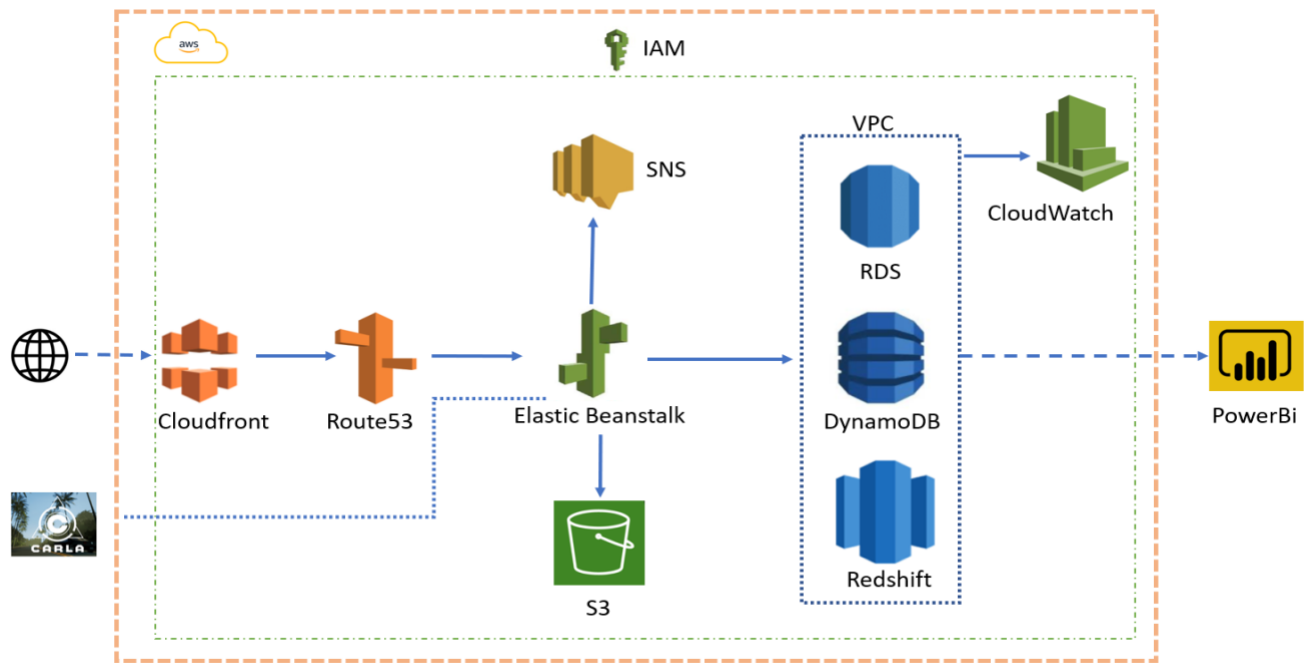 aws
IAM
VPC
SNS
CloudWatch
RDS
Cloudfront
Route53
Elastic Beanstalk
DynamoDB
PowerBi
CARLA
Redshift
S3